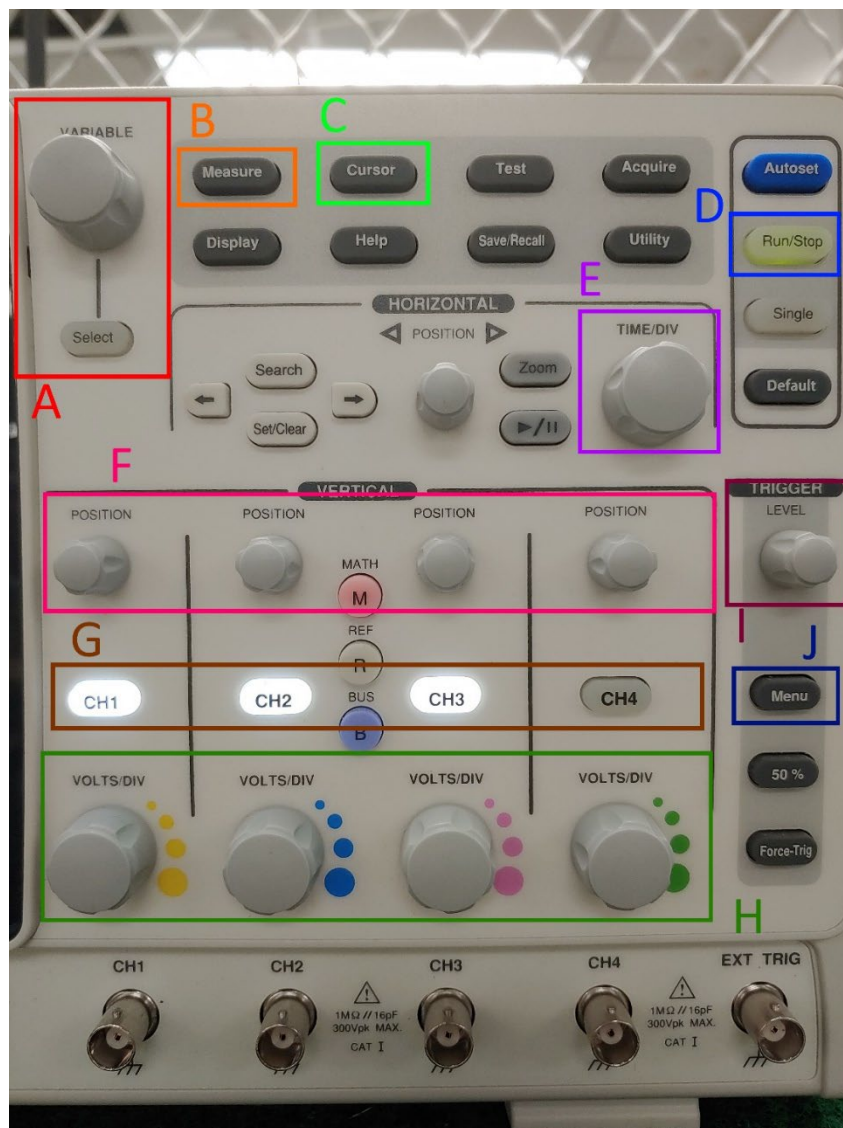 A
VARIABLE
Select
B
Measure
C
Cursor
Test
Acquire
Display
Help
Save/Recall
Utility
D
Autoset
Run/Stop
Single
Default
HORIZONTAL
POSITION
Search
Set/Clear
Zoom
E
TIME/DIV
F
VERTICAL
POSITION
POSITION
POSITION
POSITION
MATH
M
REF
R
BUS
B
G
CH1
CH2
CH3
CH4
VOLTS/DIV
VOLTS/DIV
VOLTS/DIV
VOLTS/DIV
TRIGGER
LEVEL
I
J
Menu
50 %
Force-Trig
H
CH1
CH2
1MΩ // 16pF
300Vpk MAX.
CAT I
CH3
CH4
1MΩ // 16pF
300Vpk MAX.
CAT I
EXT TRIG